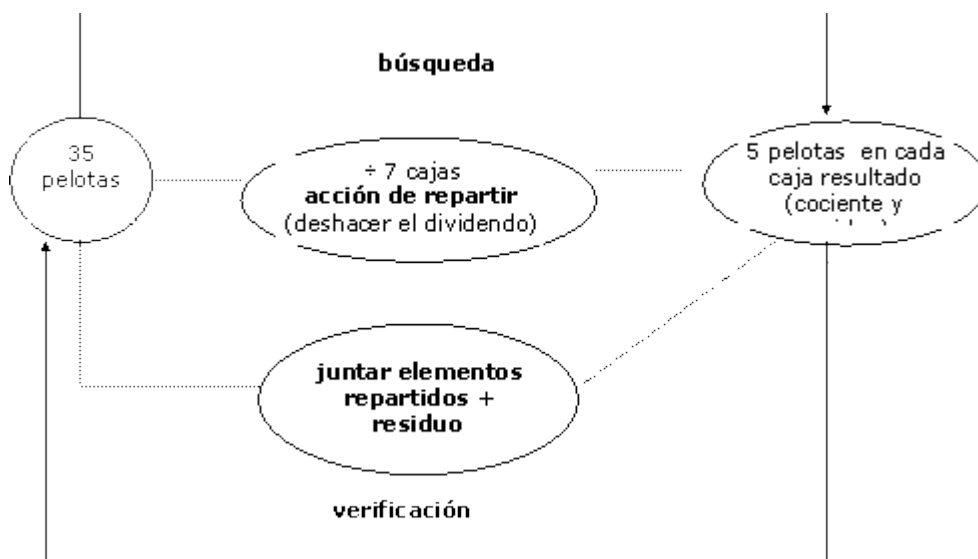 búsqueda
35
pelotas
÷ 7 cajas
acción de repartir
(deshacer el dividendo)
5 pelotas en cada
caja resultado
(cociente y
juntar elementos
repartidos +
residuo
verificación